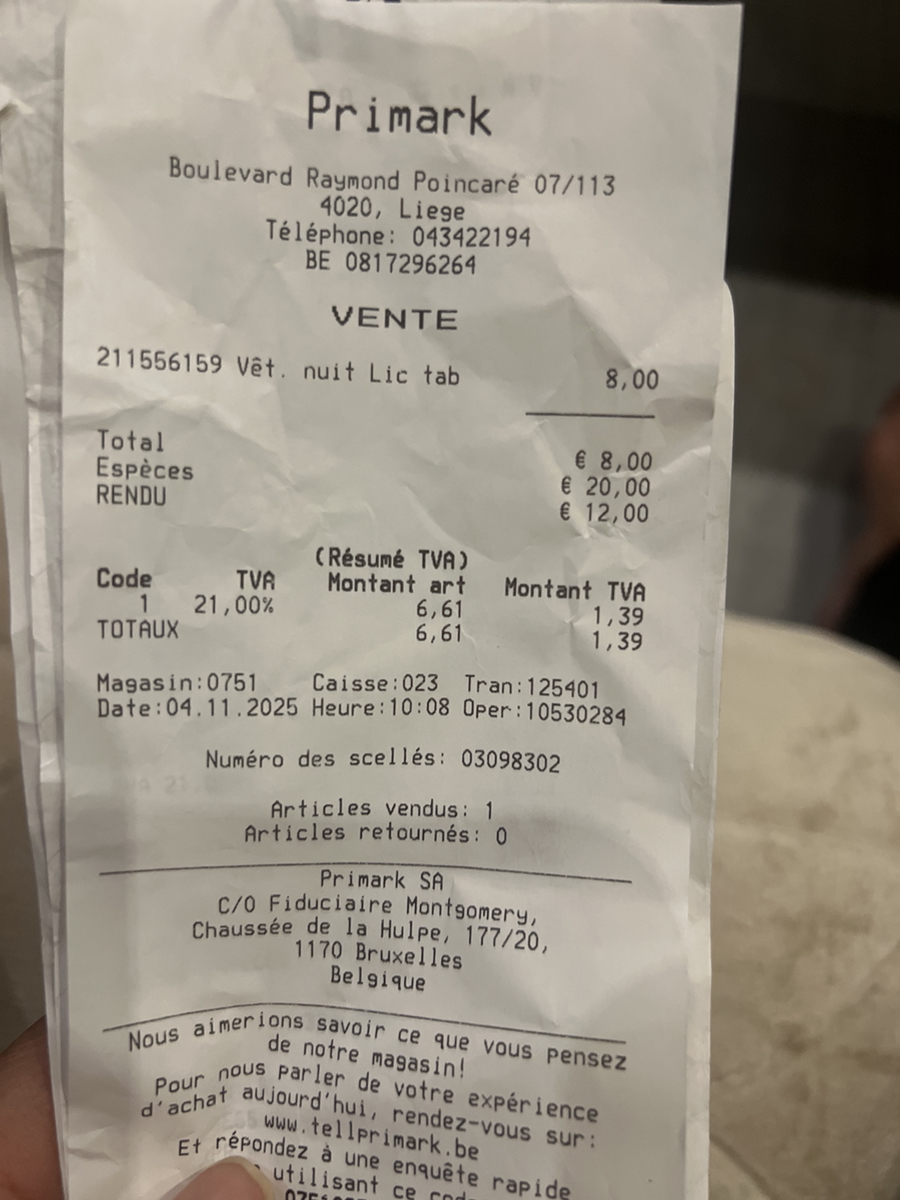 Primark
Boulevard Raymond Poincaré 07/113
4020, Liege
Téléphone: 043422194
BE 0817296264
VENTE
211556159 Vêt. nuit Lic tab 8,00
Total € 8,00
Espèces € 20,00
RENDU € 12,00
(Résumé TVA)
Code TVA Montant art Montant TVA
1 21,00% 6,61 1,39
TOTAUX 6,61 1,39
Magasin:0751 Caisse:023 Tran:125401
Date:04.11.2025 Heure:10:08 Oper:10530284
Numéro des scellés: 03098302
Articles vendus: 1
Articles retournés: 0
Primark SA
C/O Fiduciaire Montgomery,
Chaussée de la Hulpe, 177/20,
1170 Bruxelles
Belgique
Nous aimerions savoir ce que vous pensez
de notre magasin!
Pour nous parler de votre expérience
d'achat aujourd'hui, rendez-vous sur:
www.tellprimark.be
Et répondez à une enquête rapide
utilisant ce